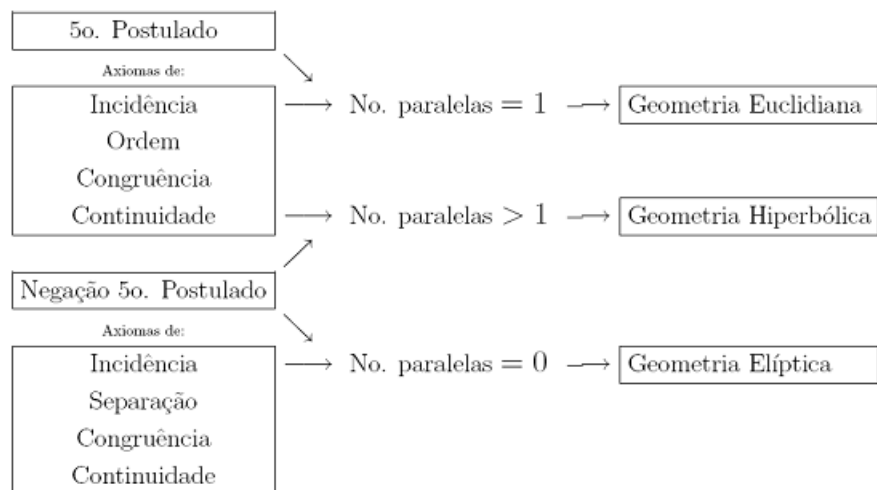 5o. Postulado
Axiomas de:
Incidência
No. paralelas = 1
Geometria Euclidiana
Ordem
Congruência
Continuidade
No. paralelas > 1
Geometria Hiperbólica
Negação 5o. Postulado
Axiomas de:
Incidência
No. paralelas = 0
Geometria Elíptica
Separação
Congruência
Continuidade